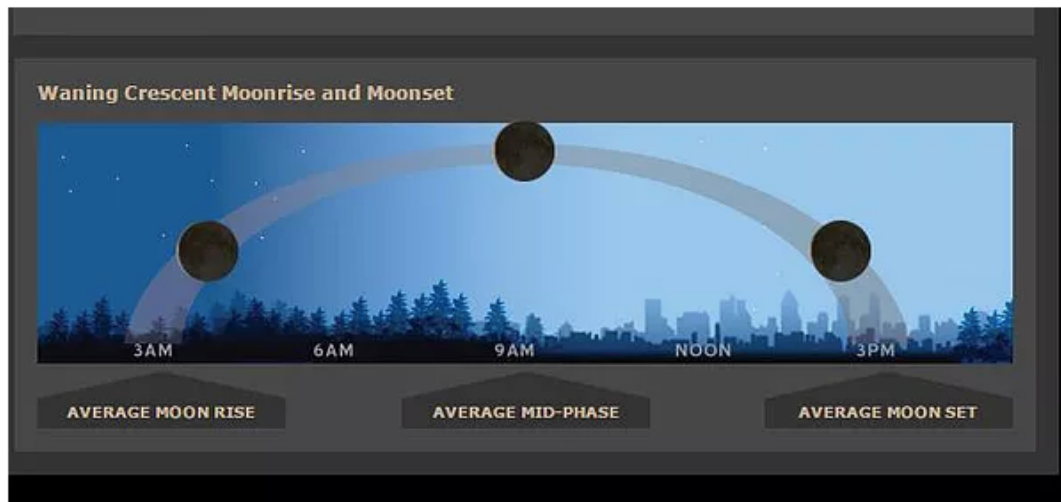 Waning Crescent Moonrise and Moonset
3AM 6AM 9AM NOON 3PM
AVERAGE MOON RISE AVERAGE MID-PHASE AVERAGE MOON SET